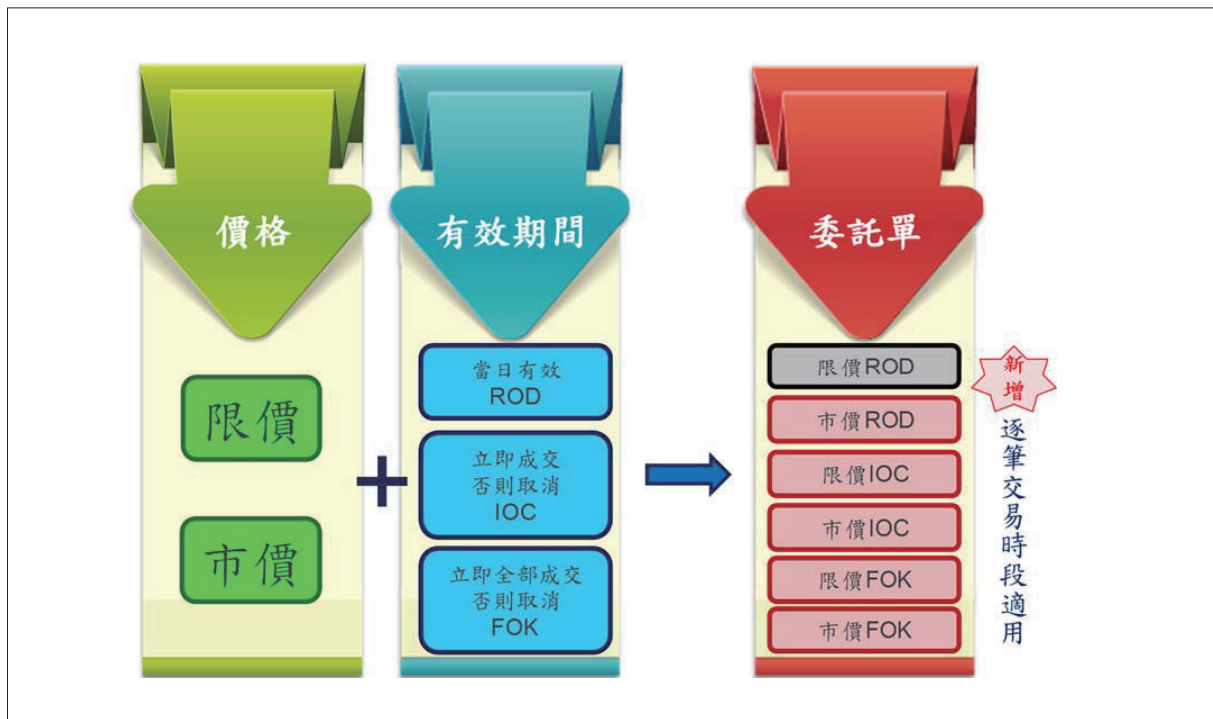 價格
限價
市價
有效期間
當日有效
ROD
立即成交
否則取消
IOC
立即全部成交
否則取消
FOK
委託單
限價ROD
市價ROD
限價IOC
市價IOC
限價FOK
市價FOK
新
增
逐筆交易時段適用